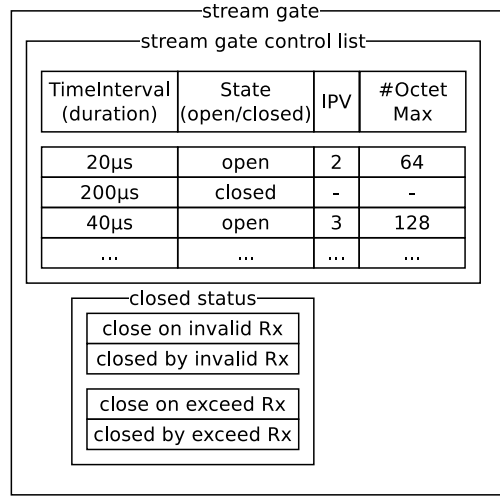 stream gate
stream gate control list
TimeInterval State IPV #Octet
(duration) (open/closed) Max
20µs open 2 64
200µs closed - -
40µs open 3 128
... ... ... ...
closed status
close on invalid Rx
closed by invalid Rx
close on exceed Rx
closed by exceed Rx